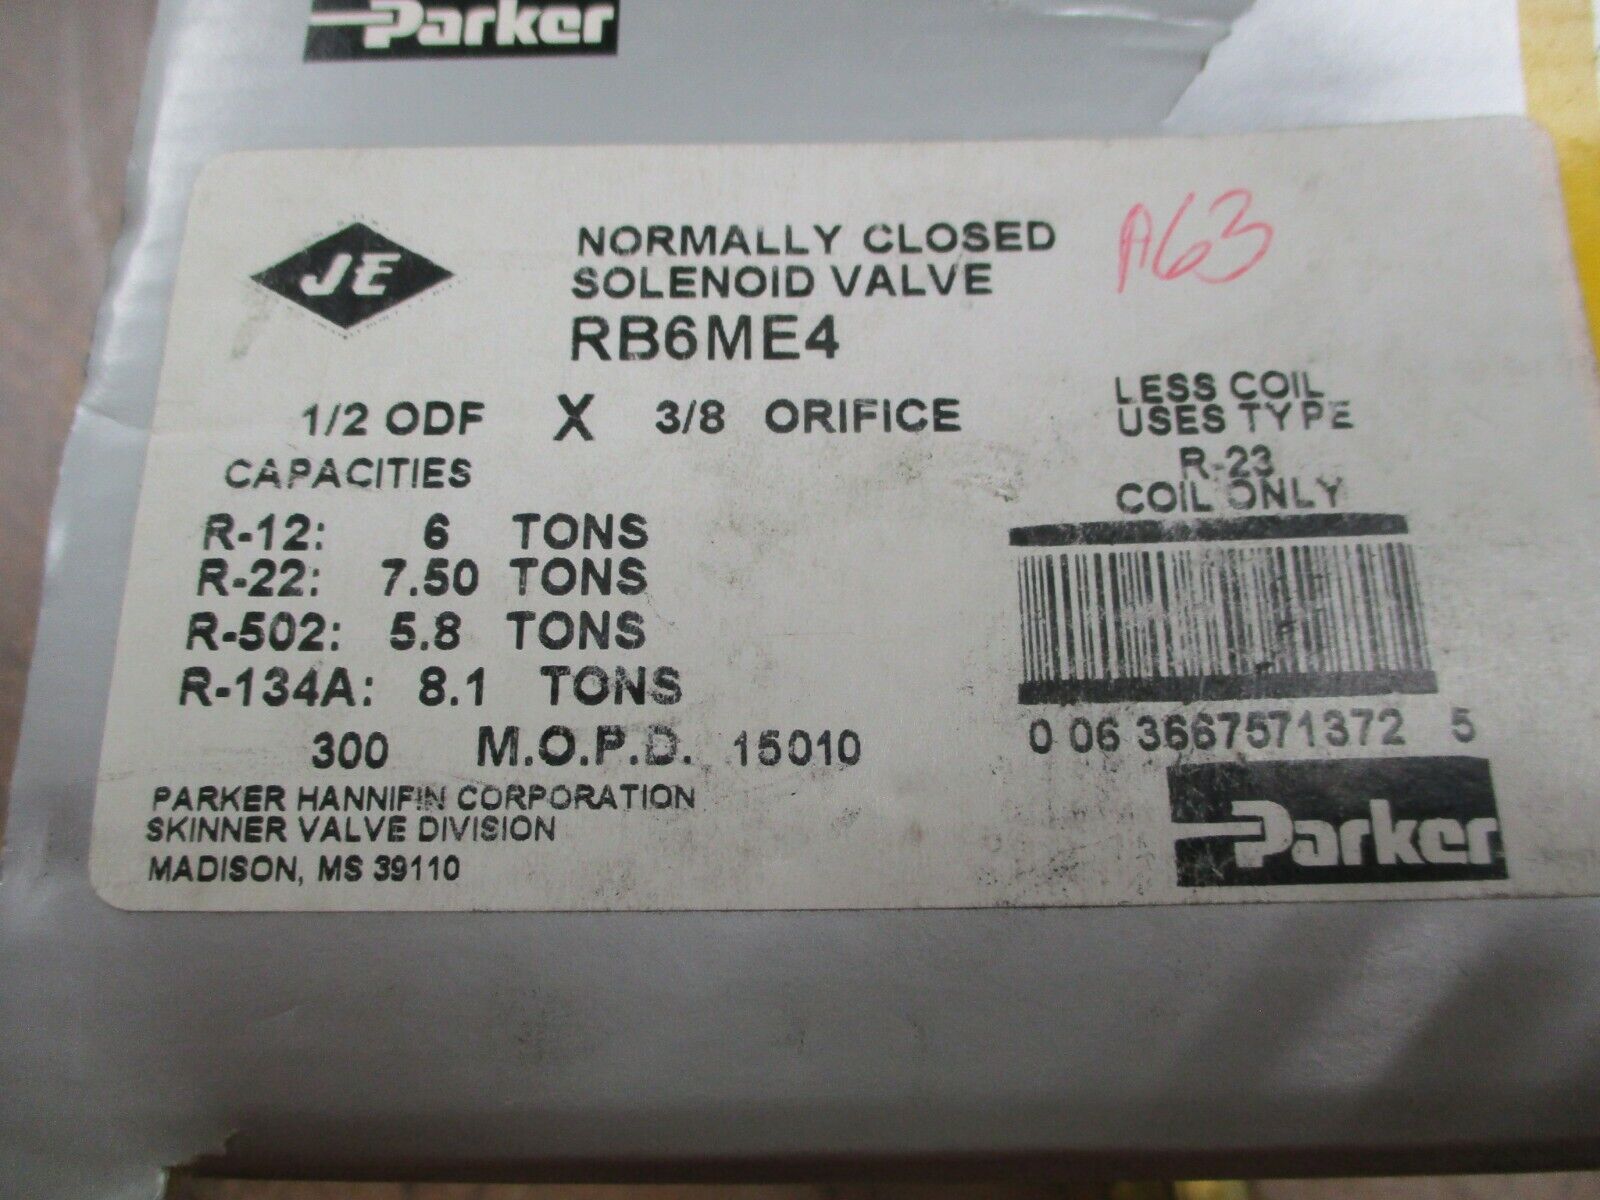 Parker
JE
NORMALLY CLOSED
SOLENOID VALVE
RB6ME4
A63
1/2 ODF X 3/8 ORIFICE
LESS COIL
USES TYPE
R-23
COIL ONLY
CAPACITIES
R-12: 6 TONS
R-22: 7.50 TONS
R-502: 5.8 TONS
R-134A: 8.1 TONS
300 M.O.P.D. 15010
0 06 3667571372 5
PARKER HANNIFIN CORPORATION
SKINNER VALVE DIVISION
MADISON, MS 39110
Parker